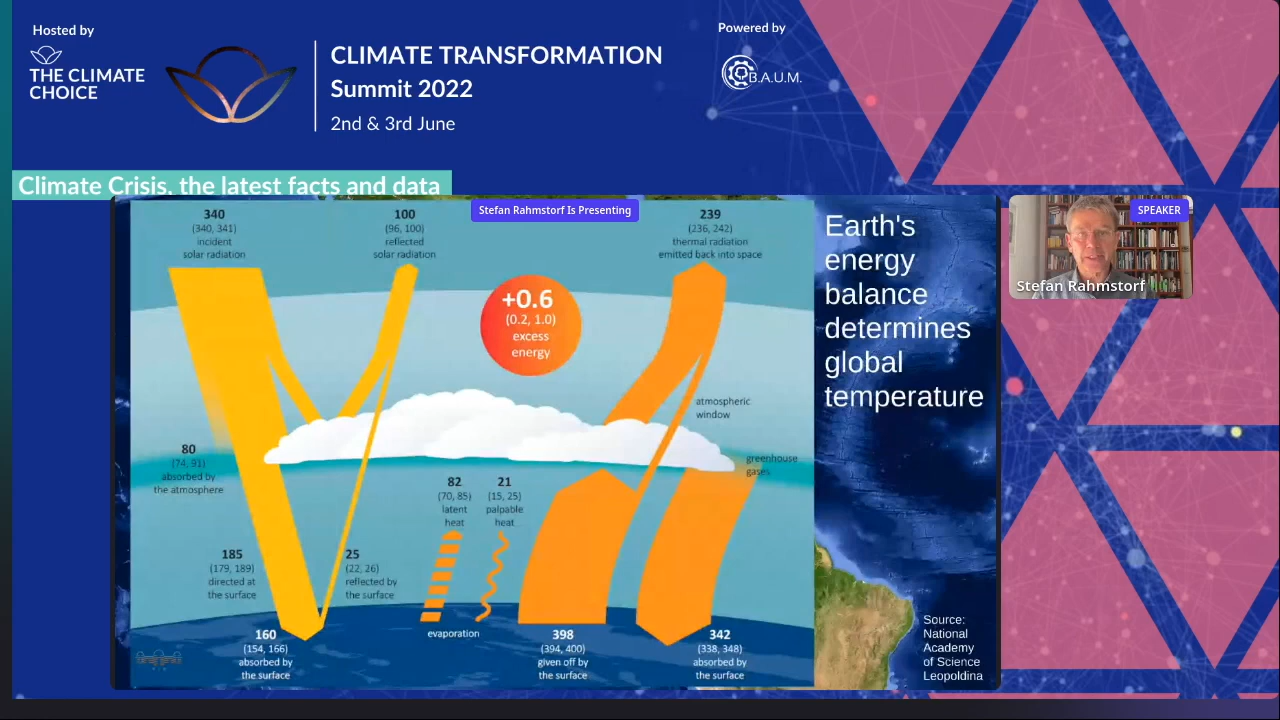 Hosted by
THE CLIMATE
CHOICE
CLIMATE TRANSFORMATION
Summit 2022
2nd & 3rd June
Powered by
B.A.U.M.
Climate Crisis, the latest facts and data
Stefan Rahmstorf Is Presenting
340
(340, 341)
incident
solar radiation
100
(96, 100)
reflected
solar radiation
239
(236, 242)
thermal radiation
emitted back into space
+0.6
(0.2, 1.0)
excess
energy
atmospheric
window
greenhouse
gases
80
(74, 91)
absorbed by
the atmosphere
82
(70, 85)
latent
heat
21
(15, 25)
palpable
heat
185
(179, 189)
directed at
the surface
25
(22, 26)
reflected by
the surface
160
(154, 166)
absorbed by
the surface
evaporation
398
(394, 400)
given off by
the surface
342
(338, 348)
absorbed by
the surface
Earth's
energy
balance
determines
global
temperature
Source:
National
Academy
of Science
Leopoldina
SPEAKER
Stefan Rahmstorf